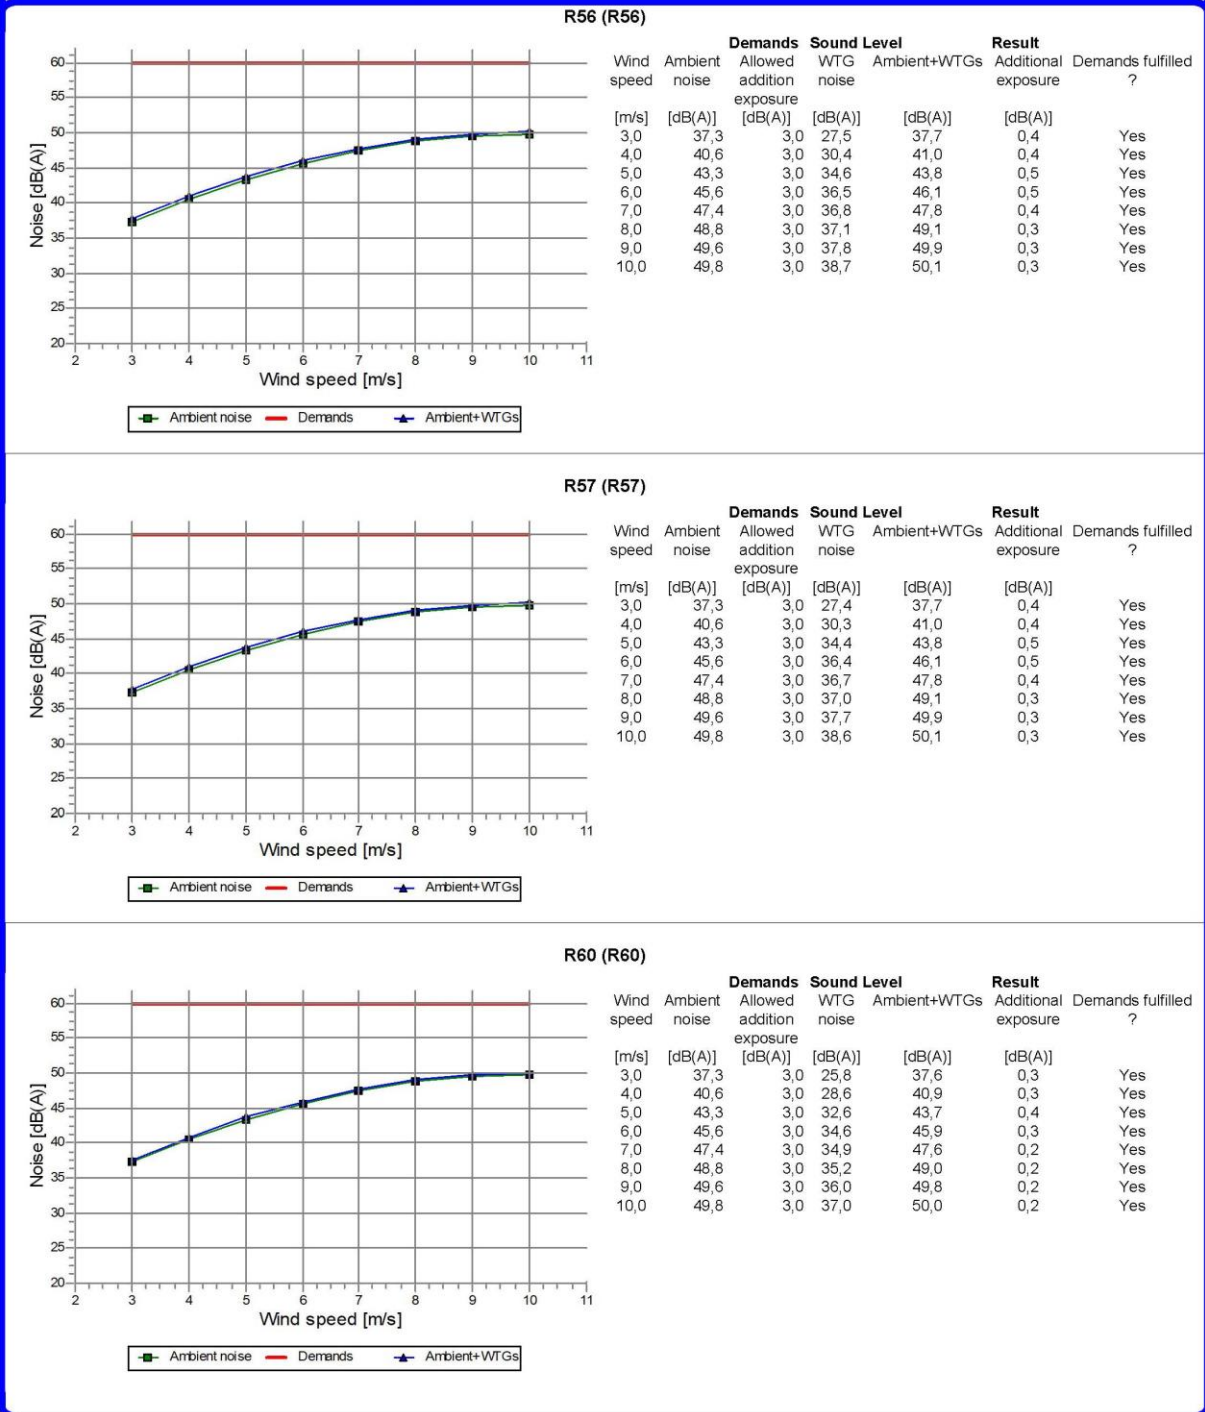 R56 (R56)
60
55
50
45
40
35
30
25
20
Noise [dB(A)]
2 3 4 5 6 7 8 9 10 11
Wind speed [m/s]
Ambient noise Demands Ambient+WTGs
Demands Sound Level Result
Wind Ambient Allowed WTG Ambient+WTGs Additional Demands fulfilled
speed noise addition noise exposure ?
exposure
[m/s] [dB(A)] [dB(A)] [dB(A)] [dB(A)] [dB(A)]
3,0 37,3 3,0 27,5 37,7 0,4 Yes
4,0 40,6 3,0 30,4 41,0 0,4 Yes
5,0 43,3 3,0 34,6 43,8 0,5 Yes
6,0 45,6 3,0 36,5 46,1 0,5 Yes
7,0 47,4 3,0 36,8 47,8 0,4 Yes
8,0 48,8 3,0 37,1 49,1 0,3 Yes
9,0 49,6 3,0 37,8 49,9 0,3 Yes
10,0 49,8 3,0 38,7 50,1 0,3 Yes
R57 (R57)
60
55
50
45
40
35
30
25
20
Noise [dB(A)]
2 3 4 5 6 7 8 9 10 11
Wind speed [m/s]
Ambient noise Demands Ambient+WTGs
Demands Sound Level Result
Wind Ambient Allowed WTG Ambient+WTGs Additional Demands fulfilled
speed noise addition noise exposure ?
exposure
[m/s] [dB(A)] [dB(A)] [dB(A)] [dB(A)] [dB(A)]
3,0 37,3 3,0 27,4 37,7 0,4 Yes
4,0 40,6 3,0 30,3 41,0 0,4 Yes
5,0 43,3 3,0 34,4 43,8 0,5 Yes
6,0 45,6 3,0 36,4 46,1 0,5 Yes
7,0 47,4 3,0 36,7 47,8 0,4 Yes
8,0 48,8 3,0 37,0 49,1 0,3 Yes
9,0 49,6 3,0 37,7 49,9 0,3 Yes
10,0 49,8 3,0 38,6 50,1 0,3 Yes
R60 (R60)
60
55
50
45
40
35
30
25
20
Noise [dB(A)]
2 3 4 5 6 7 8 9 10 11
Wind speed [m/s]
Ambient noise Demands Ambient+WTGs
Demands Sound Level Result
Wind Ambient Allowed WTG Ambient+WTGs Additional Demands fulfilled
speed noise addition noise exposure ?
exposure
[m/s] [dB(A)] [dB(A)] [dB(A)] [dB(A)] [dB(A)]
3,0 37,3 3,0 25,8 37,6 0,3 Yes
4,0 40,6 3,0 28,6 40,9 0,3 Yes
5,0 43,3 3,0 32,6 43,7 0,4 Yes
6,0 45,6 3,0 34,6 45,9 0,3 Yes
7,0 47,4 3,0 34,9 47,6 0,2 Yes
8,0 48,8 3,0 35,2 49,0 0,2 Yes
9,0 49,6 3,0 36,0 49,8 0,2 Yes
10,0 49,8 3,0 37,0 50,0 0,2 Yes